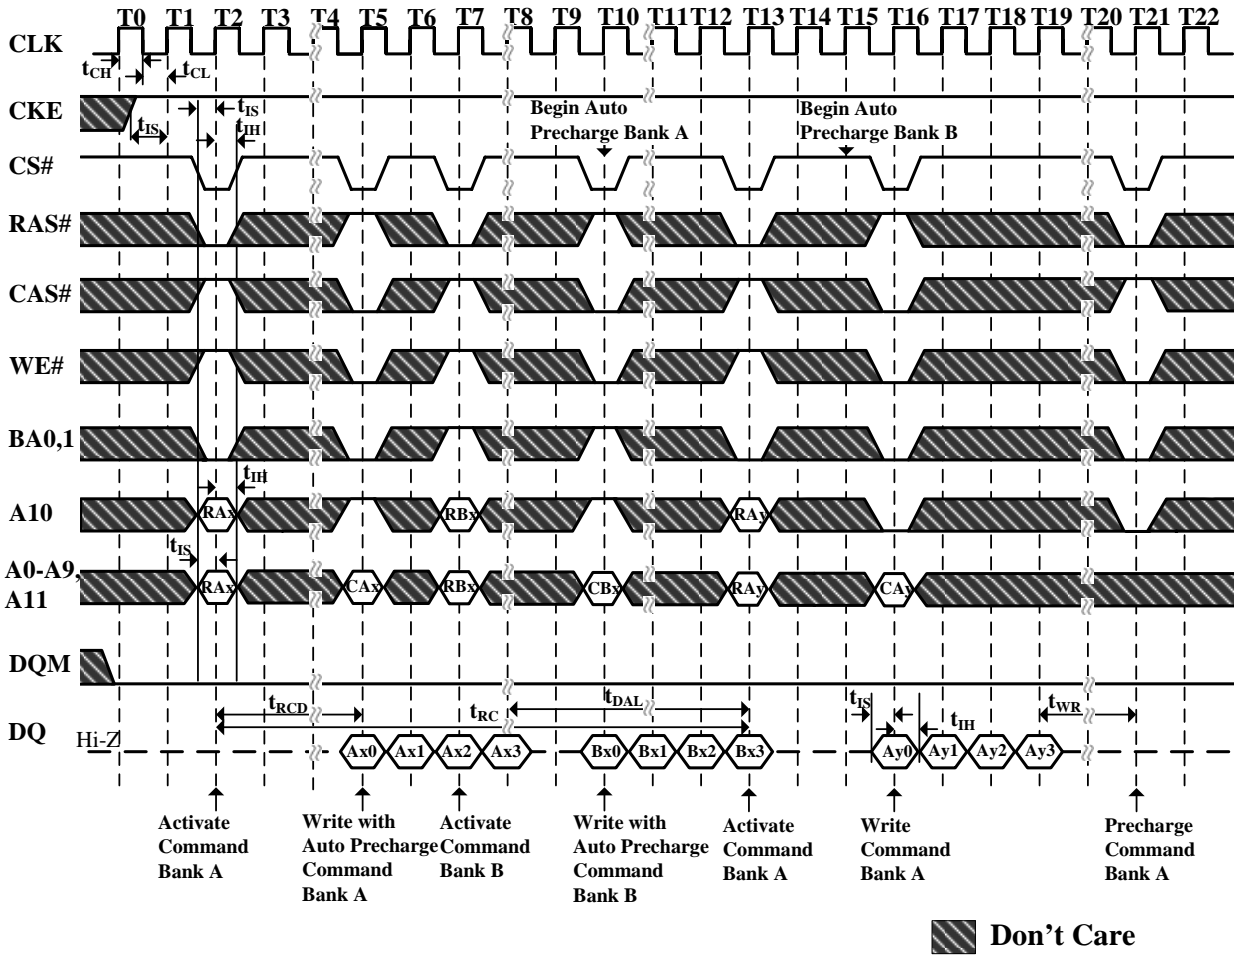 T0 T1 T2 T3 T4 T5 T6 T7 T8 T9 T10 T11 T12 T13 T14 T15 T16 T17 T18 T19 T20 T21 T22
CLK
tCH tCL
CKE
tIS
tIS
tIH
Begin Auto
Precharge Bank A
Begin Auto
Precharge Bank B
CS#
RAS#
CAS#
WE#
BA0,1
tIH
A10
RAx RBx RAy
tIS
A0-A9,
A11
RAx CAx RBx CBx RAy CAy
DQM
tRCD
tRC
tDAL
tIS
tIH
tWR
DQ
Hi-Z
Ax0 Ax1 Ax2 Ax3 Bx0 Bx1 Bx2 Bx3 Ay0 Ay1 Ay2 Ay3
Activate
Command
Bank A
Write with
Auto Precharge
Command
Bank A
Activate
Command
Bank B
Write with
Auto Precharge
Command
Bank B
Activate
Command
Bank A
Write
Command
Bank A
Precharge
Command
Bank A
Don't Care